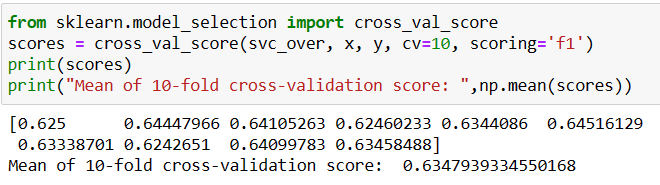 from sklearn.model_selection import cross_val_score
scores = cross_val_score(svc_over, x, y, cv=10, scoring='f1')
print(scores)
print("Mean of 10-fold cross-validation score: ",np.mean(scores))
[0.625      0.64447966 0.64105263 0.62460233 0.6344086  0.64516129
 0.63338701 0.6242651  0.64099783 0.63458488]
Mean of 10-fold cross-validation score:  0.6347939334550168